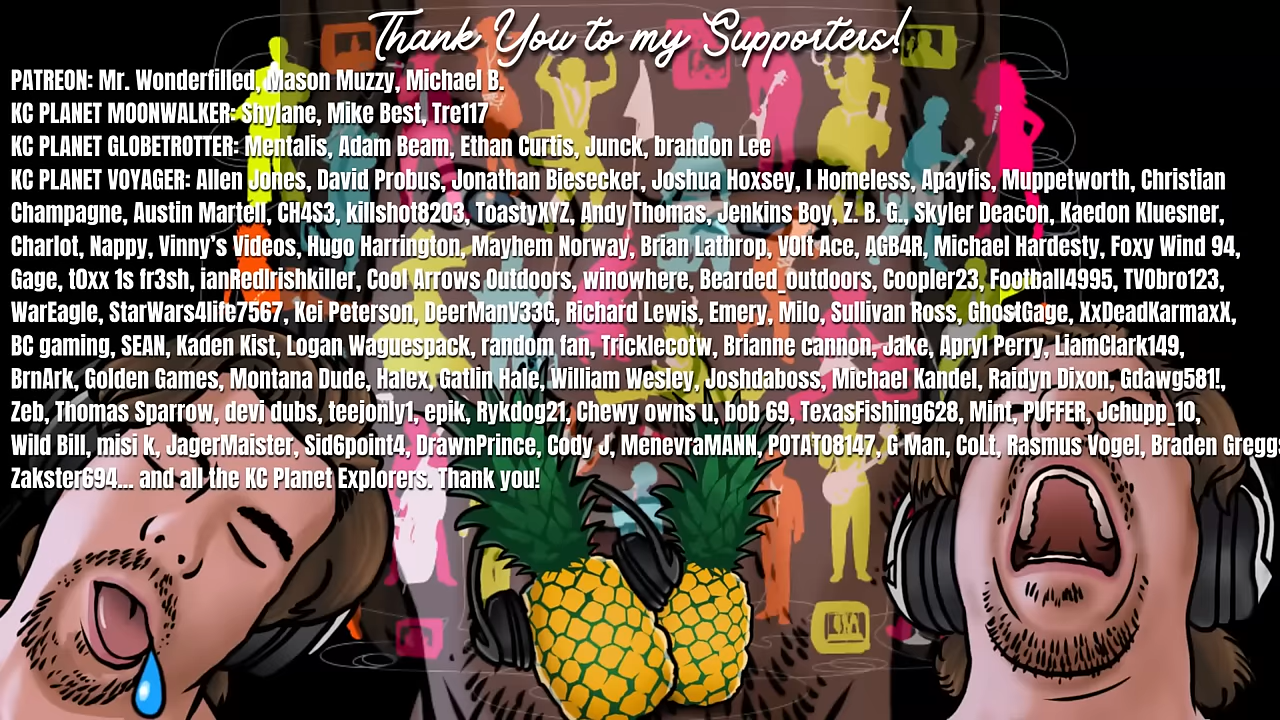 Thank You to my Supporters!
PATREON: Mr. Wonderfilled, Mason Muzzy, Michael B.
KC PLANET MOONWALKER: Shylane, Mike Best, Tre117
KC PLANET GLOBETROTTER: Mentalis, Adam Beam, Ethan Curtis, Junck, brandon Lee
KC PLANET VOYAGER: Allen Jones, David Probus, Jonathan Biesecker, Joshua Hoxsey, I Homeless, Apayfis, Muppetworth, Christian
Champagne, Austin Martell, CH4S3, killshot8203, ToastyXYZ, Andy Thomas, Jenkins Boy, Z. B. G., Skyler Deacon, Kaedon Kluesner,
Charlot, Nappy, Vinny's Videos, Hugo Harrington, Mayhem Norway, Brian Lathrop, V0lt Ace, AGB4R, Michael Hardesty, Foxy Wind 94,
Gage, t0xx 1s fr3sh, ianRedIrishkiller, Cool Arrows Outdoors, winowhere, Bearded_outdoors, Coopler23, Football4995, TV0bro123,
WarEagle, StarWars4life7567, Kei Peterson, DeerManV33G, Richard Lewis, Emery, Milo, Sullivan Ross, GhostGage, XxDeadKarmaxX,
BC gaming, SEAN, Kaden Kist, Logan Waguespack, random fan, Tricklecotw, Brianne cannon, Jake, Apryl Perry, LiamClark149,
BrnArk, Golden Games, Montana Dude, Halex, Gatlin Hale, William Wesley, Joshdaboss, Michael Kandel, Raidyn Dixon, Gdawg581!,
Zeb, Thomas Sparrow, devi dubs, teejonly1, epik, Rykdog21, Chewy owns u, bob 69, TexasFishing628, Mint, PUFFER, Jchupp_10,
Wild Bill, misi k, JagerMaister, Sid6point4, DrawnPrince, Cody J, MenevraMANN, POTATO8147, G Man, CoLt, Rasmus Vogel, Braden Greggs
Zakster694... and all the KC Planet Explorers. Thank you!